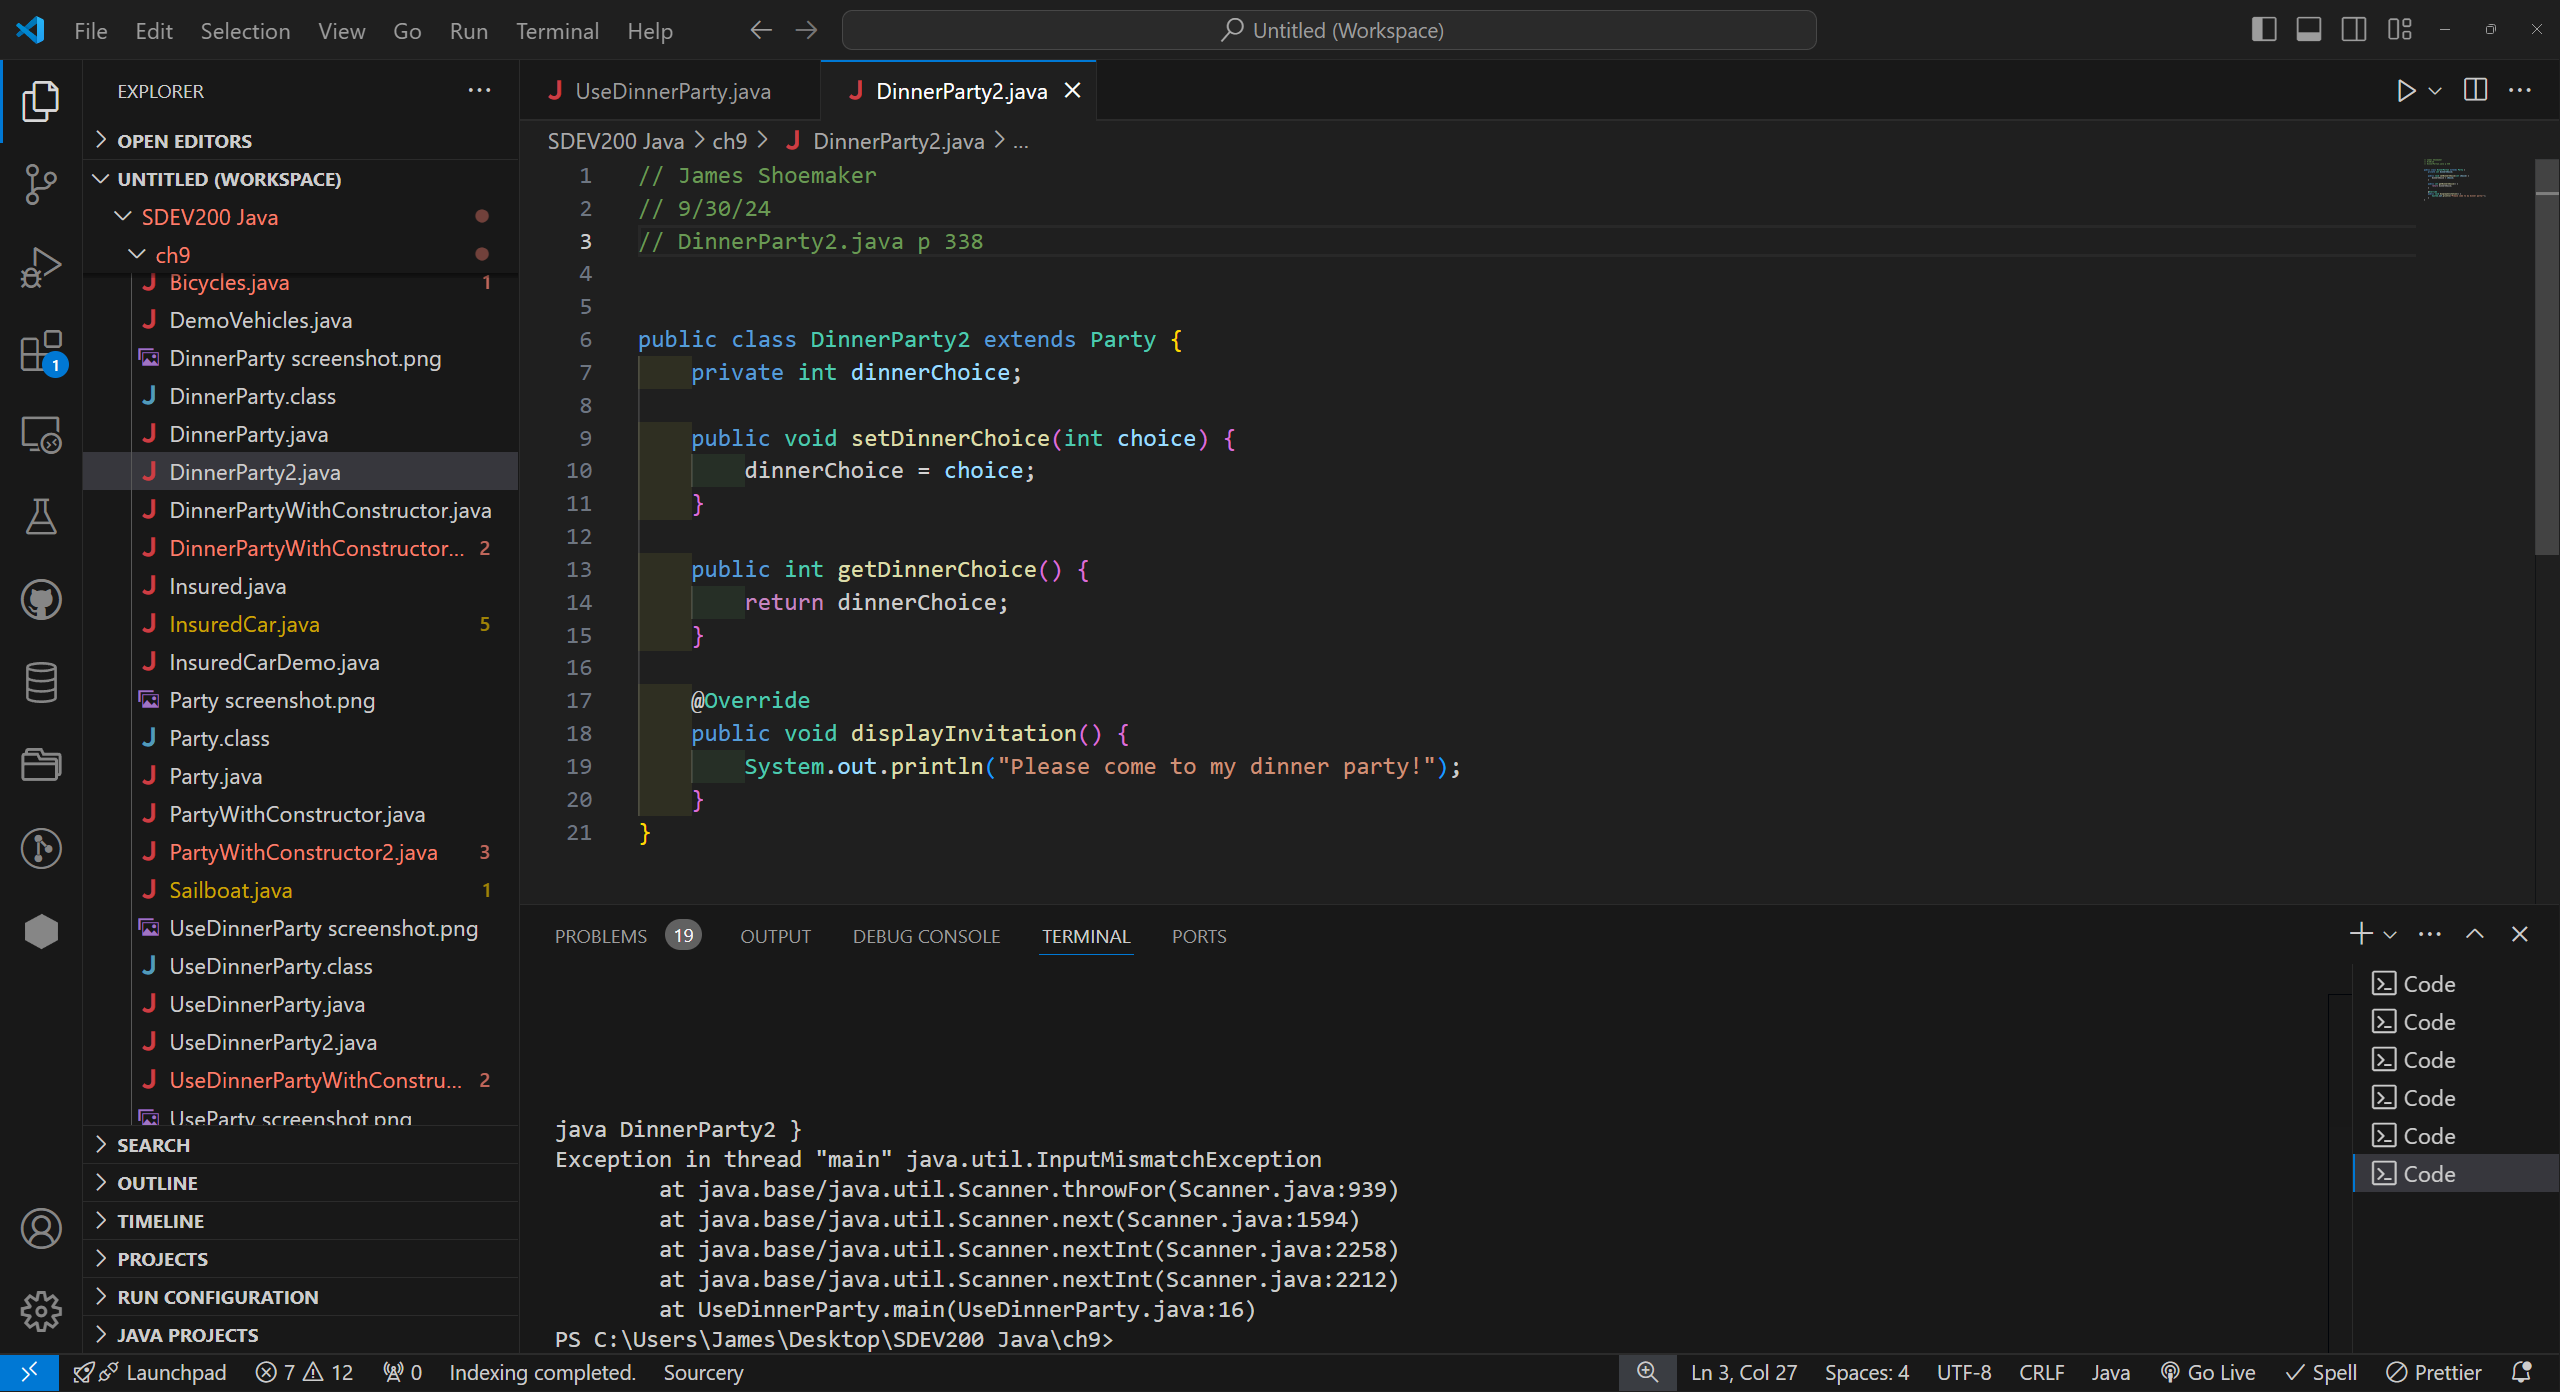 File Edit Selection View Go Run Terminal Help
Untitled (Workspace)
EXPLORER
OPEN EDITORS
UNTITLED (WORKSPACE)
SDEV200 Java
ch9
Bicycles.java 1
DemoVehicles.java
DinnerParty screenshot.png
DinnerParty.class
DinnerParty.java
DinnerParty2.java
DinnerPartyWithConstructor.java
DinnerPartyWithConstructor... 2
Insured.java
InsuredCar.java 5
InsuredCarDemo.java
Party screenshot.png
Party.class
Party.java
PartyWithConstructor.java
PartyWithConstructor2.java 3
Sailboat.java 1
UseDinnerParty screenshot.png
UseDinnerParty.class
UseDinnerParty.java
UseDinnerParty2.java
UseDinnerPartyWithConstru... 2
UseParty screenshot.png
SEARCH
OUTLINE
TIMELINE
PROJECTS
RUN CONFIGURATION
JAVA PROJECTS
1
UseDinnerParty.java DinnerParty2.java
SDEV200 Java > ch9 > DinnerParty2.java > ...
1 // James Shoemaker
2 // 9/30/24
3 // DinnerParty2.java p 338
4
5
6 public class DinnerParty2 extends Party {
7 private int dinnerChoice;
8
9 public void setDinnerChoice(int choice) {
10 dinnerChoice = choice;
11 }
12
13 public int getDinnerChoice() {
14 return dinnerChoice;
15 }
16
17 @Override
18 public void displayInvitation() {
19 System.out.println("Please come to my dinner party!");
20 }
21 }
PROBLEMS 19 OUTPUT DEBUG CONSOLE TERMINAL PORTS
java DinnerParty2 }
Exception in thread "main" java.util.InputMismatchException
at java.base/java.util.Scanner.throwFor(Scanner.java:939)
at java.base/java.util.Scanner.next(Scanner.java:1594)
at java.base/java.util.Scanner.nextInt(Scanner.java:2258)
at java.base/java.util.Scanner.nextInt(Scanner.java:2212)
at UseDinnerParty.main(UseDinnerParty.java:16)
PS C:\Users\James\Desktop\SDEV200 Java\ch9>
Code
Code
Code
Code
Code
Code
Launchpad 7 12 0 Indexing completed. Sourcery Ln 3, Col 27 Spaces: 4 UTF-8 CRLF Java Go Live Spell Prettier